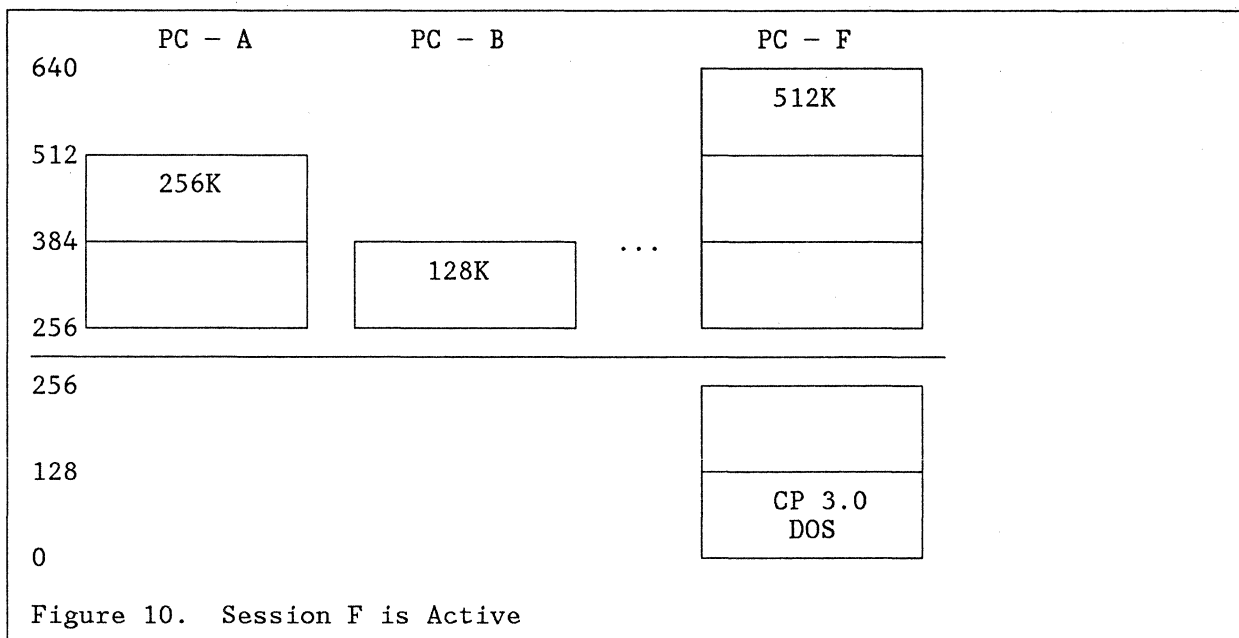 PC – A PC – B PC – F
640
512K
512
256K
384
...
128K
256
256
128
CP 3.0
DOS
0
Figure 10. Session F is Active